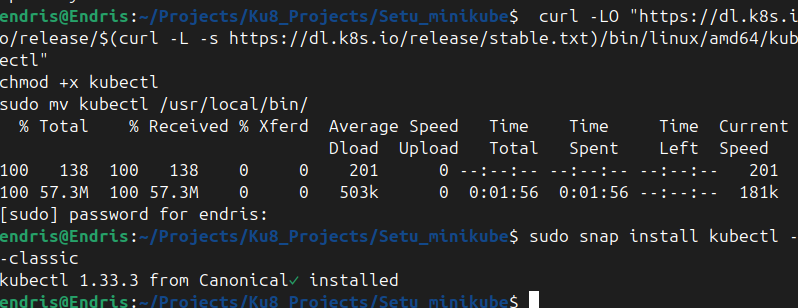 endris@Endris:~/Projects/Ku8_Projects/Setu_minikube$  curl -LO "https://dl.k8s.i
o/release/$(curl -L -s https://dl.k8s.io/release/stable.txt)/bin/linux/amd64/kub
ectl"
chmod +x kubectl
sudo mv kubectl /usr/local/bin/
  % Total    % Received % Xferd  Average Speed   Time    Time     Time  Current
                                 Dload  Upload   Total   Spent    Left  Speed
100   138  100   138    0     0    201      0 --:--:-- --:--:-- --:--:--   201
100 57.3M  100 57.3M    0     0   503k      0  0:01:56  0:01:56 --:--:--  181k
[sudo] password for endris:
endris@Endris:~/Projects/Ku8_Projects/Setu_minikube$ sudo snap install kubectl -
-classic
kubectl 1.33.3 from Canonical✓ installed
endris@Endris:~/Projects/Ku8_Projects/Setu_minikube$